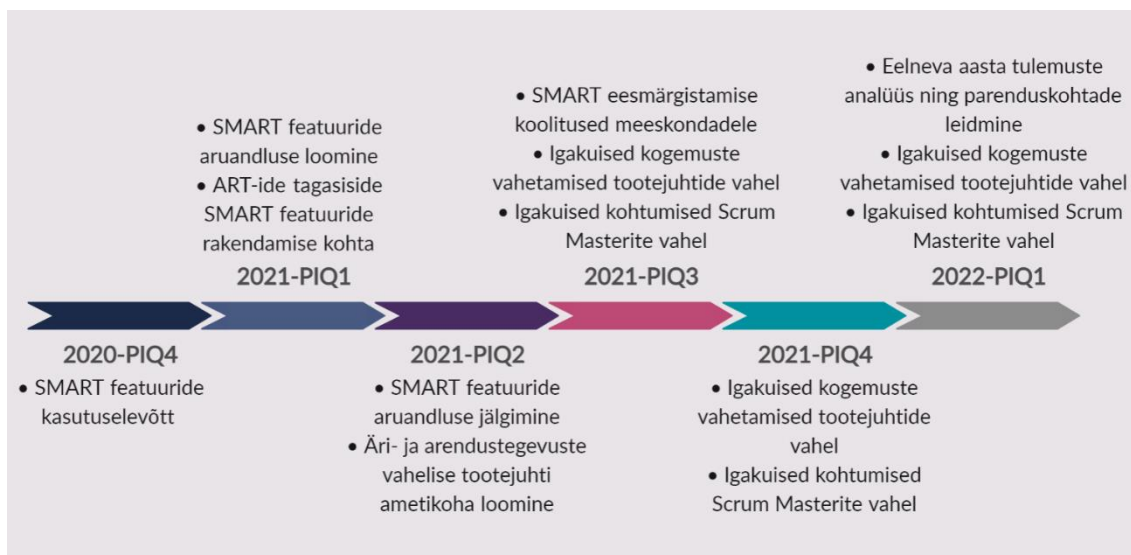 • SMART featuuride
aruandluse loomine
• ART-ide tagasiside
SMART featuuride
rakendamise kohta
2021-PIQ1
• SMART eesmärgistamise
koolitused meeskondadele
• Igakuised kogemuste
vahetamised tootejuhtide vahel
• Igakuised kohtumised Scrum
Masterite vahel
2021-PIQ3
• Eelneva aasta tulemuste
analüüs ning parenduskohtade
leidmine
• Igakuised kogemuste
vahetamised tootejuhtide vahel
• Igakuised kohtumised Scrum
Masterite vahel
2022-PIQ1
2020-PIQ4
• SMART featuuride
kasutuselevõtt
2021-PIQ2
• SMART featuuride
aruandluse jälgimine
• Äri- ja arendustegevuste
vahelise tootejuhti
ametikoha loomine
2021-PIQ4
• Igakuised kogemuste
vahetamised tootejuhtide
vahel
• Igakuised kohtumised
Scrum Masterite vahel